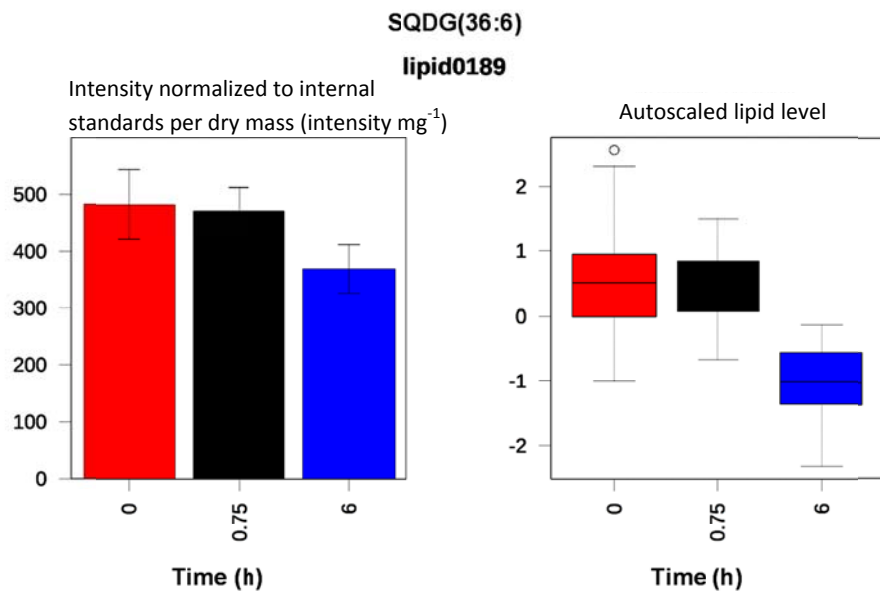 SQDG(36:6)
lipid0189
Intensity normalized to internal
standards per dry mass (intensity mg⁻¹)
500
400
300
200
100
0
0
0.75
6
Time (h)
Autoscaled lipid level
2
1
0
-1
-2
0
0.75
6
Time (h)